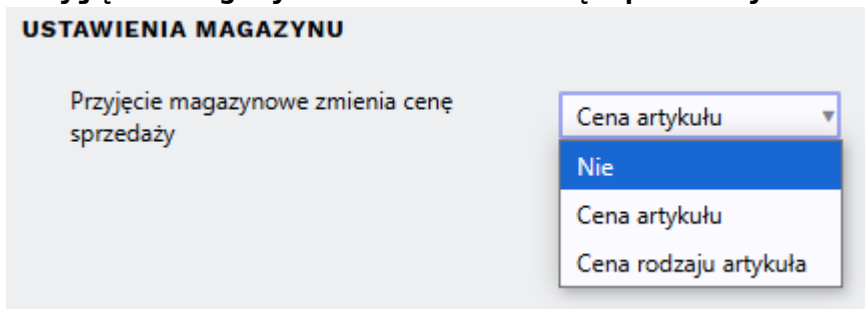 USTAWIENIA MAGAZYNU
Przyjęcie magazynowe zmienia cenę
sprzedaży
Cena artykułu
Nie
Cena artykułu
Cena rodzaju artykuła